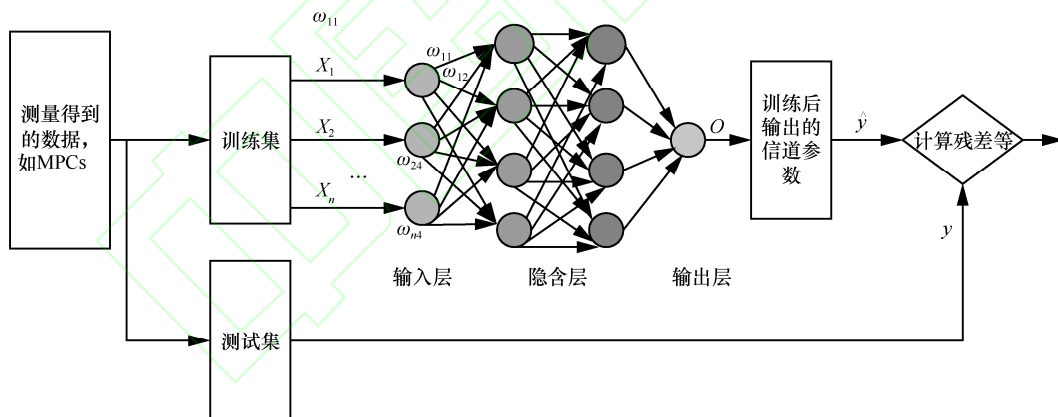 ω11
测量得到
的数据，
如MPCs
训练集
X1
X2
...
Xn
ω11
ω12
ω24
ωn4
输入层
隐含层
输出层
O
训练后
输出的
信道参
数
ŷ
计算残差等
y
测试集